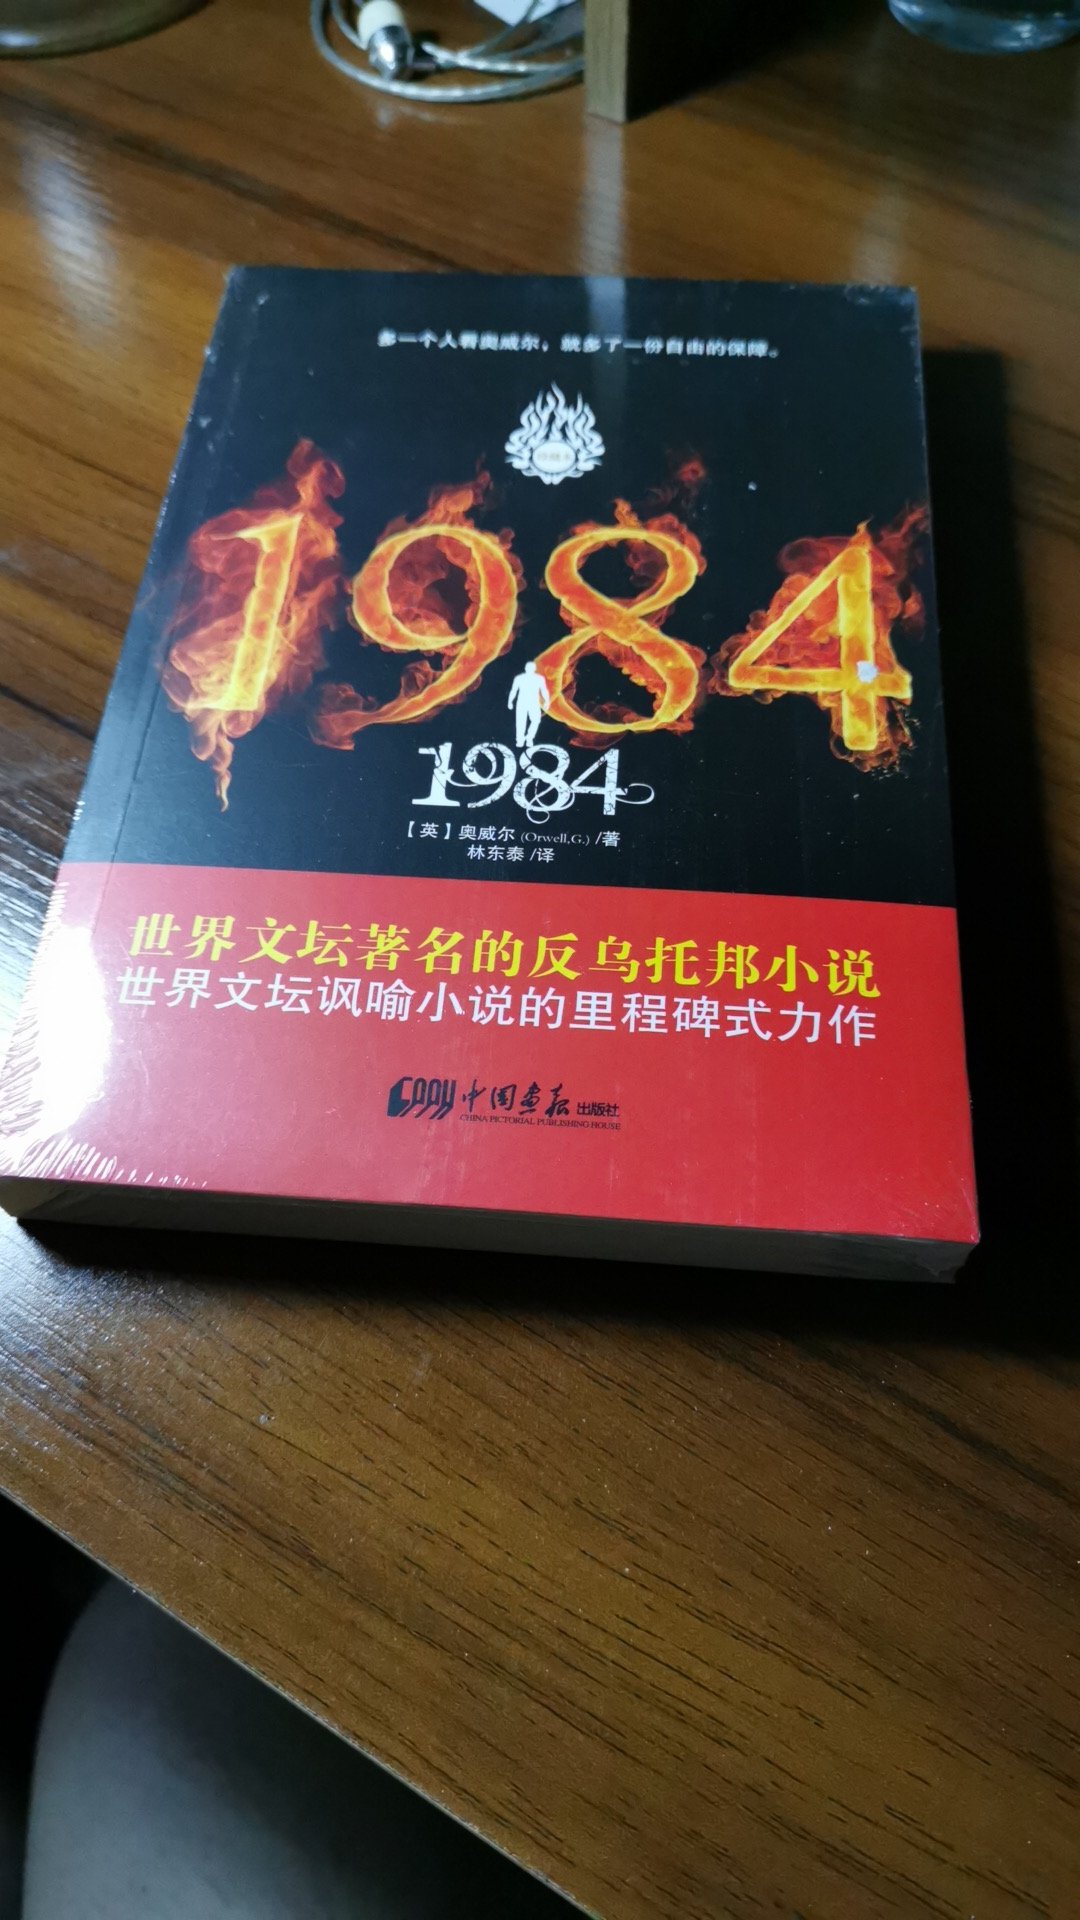 多一个人看奥威尔，就多了一份自由的保障。
1984
1984
【英】奥威尔 (Orwell,G.) /著
林东泰 /译
世界文坛著名的反乌托邦小说
世界文坛讽喻小说的里程碑式力作
中国画报 出版社
CHINA PICTORIAL PUBLISHING HOUSE